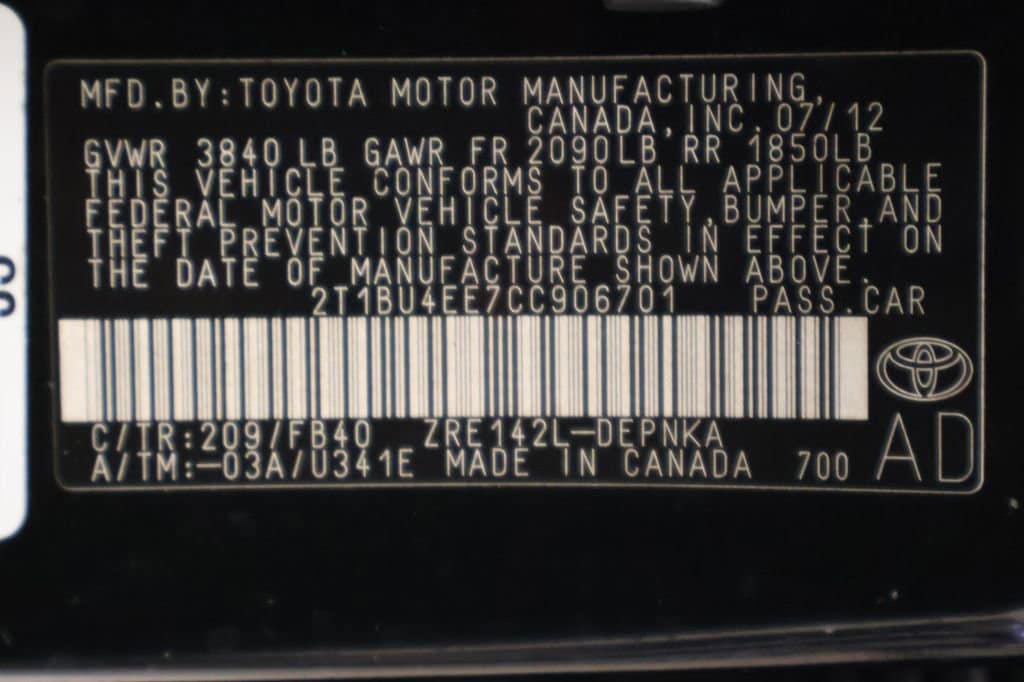 MFD.BY:TOYOTA MOTOR MANUFACTURING,
CANADA,INC. 07/12
GVWR 3840 LB GAWR FR 2090LB RR 1850LB
THIS VEHICLE CONFORMS TO ALL APPLICABLE
FEDERAL MOTOR VEHICLE SAFETY,BUMPER,AND
THEFT PREVENTION STANDARDS IN EFFECT ON
THE DATE OF MANUFACTURE SHOWN ABOVE.
2T1BU4EE7CC906701 PASS.CAR
C/TR:209/FB40 ZRE142L-DEPNKA
A/TM:-03A/U341E MADE IN CANADA 700 AD